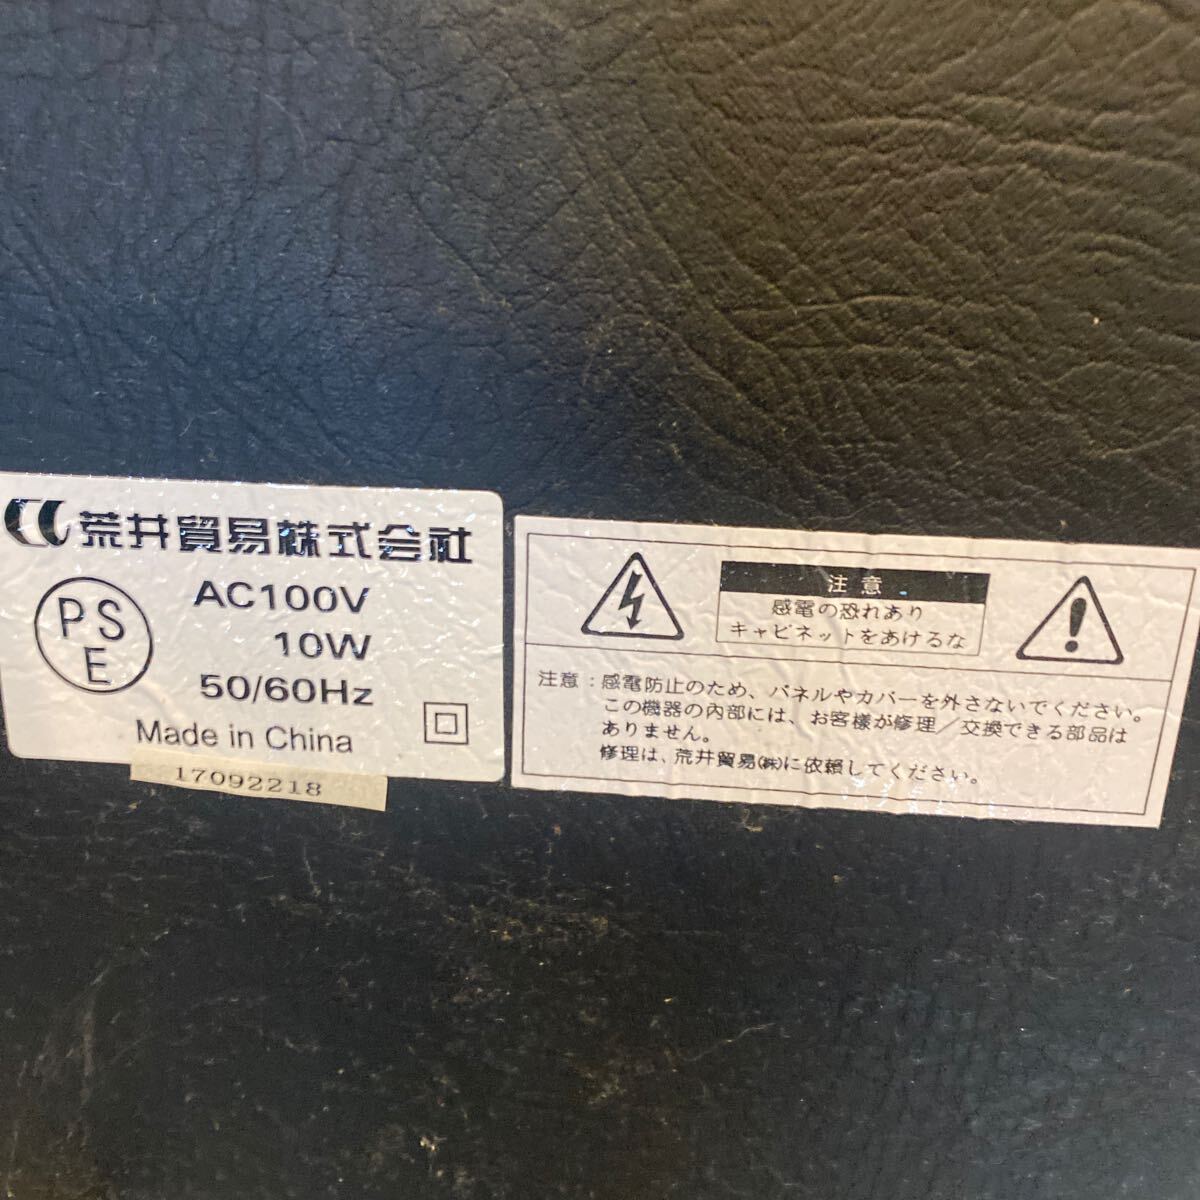 荒井貿易株式会社
PS
E
AC100V
10W
50/60Hz
Made in China
17092218
注意
感電の恐れあり
キャビネットをあけるな
注意：感電防止のため、パネルやカバーを外さないでください。
この機器の内部には、お客様が修理／交換できる部品は
ありません。
修理は、荒井貿易㈱に依頼してください。